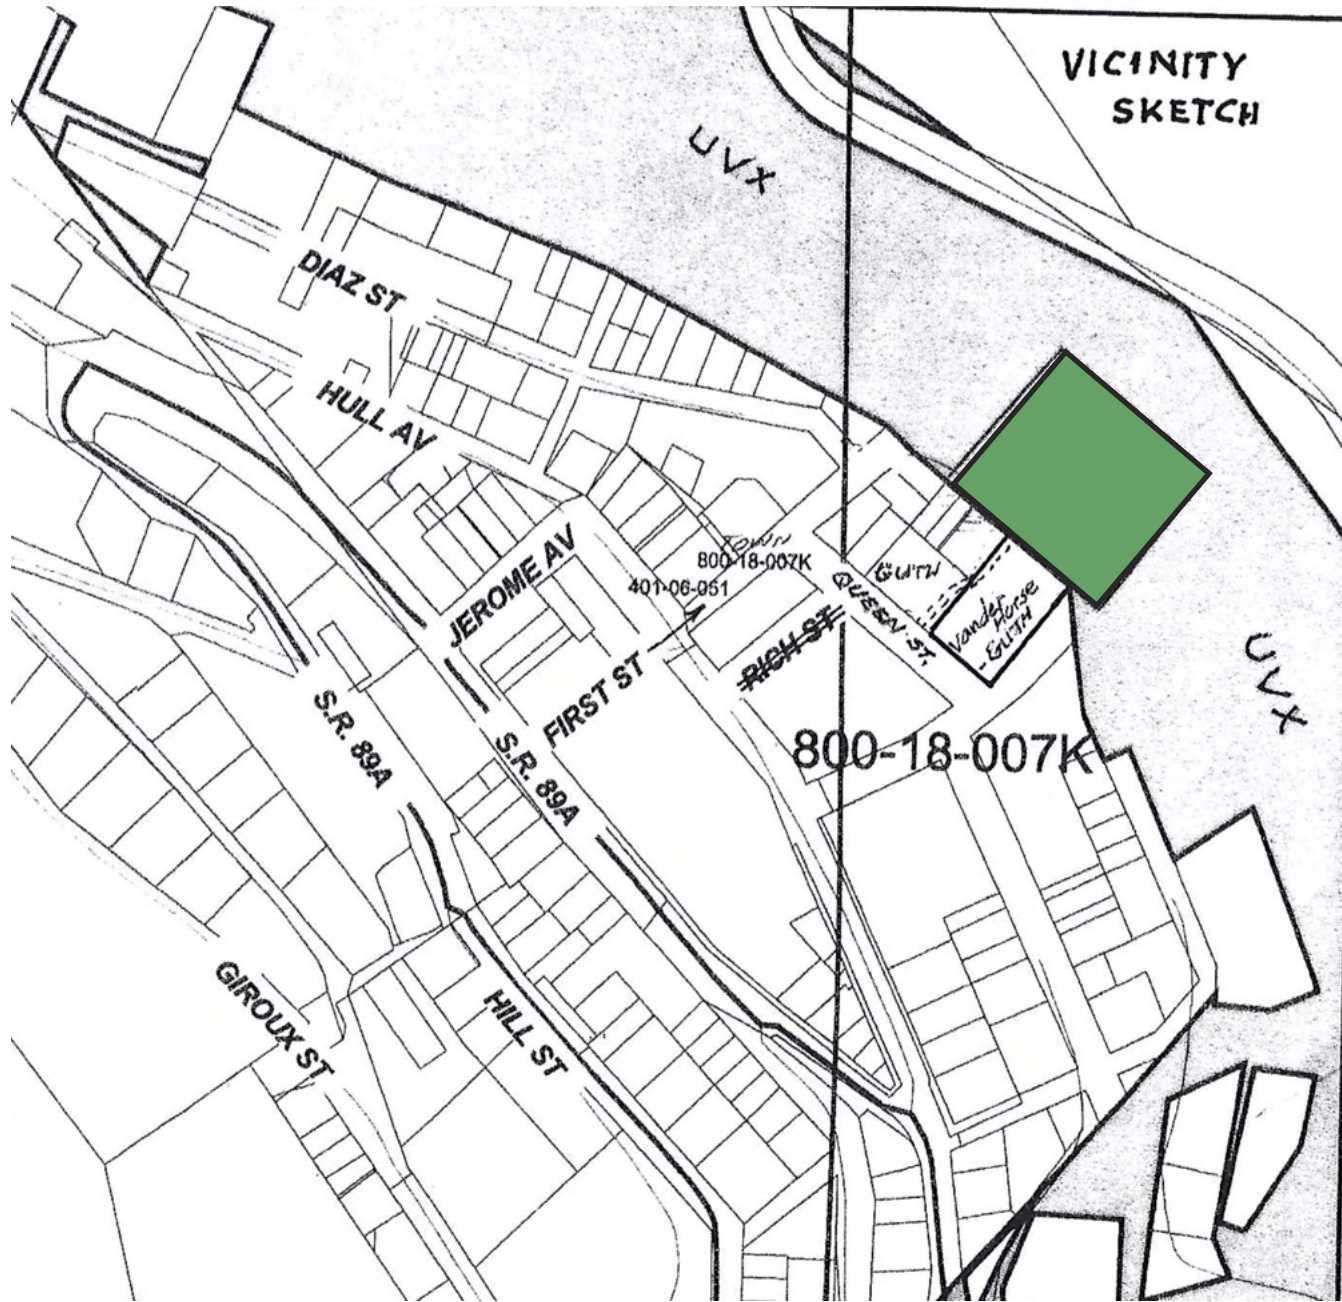 VICINITY
SKETCH
UVX
DIAZ ST
HULL AV
JEROME AV
TOWN
800-18-007K
401-06-051
GUTH
QUEEN ST.
Vander Horse
-GUTH
RICH ST
FIRST ST
UVX
S.R. 89A
S.R. 89A
800-18-007K
GIROUX ST
HILL ST